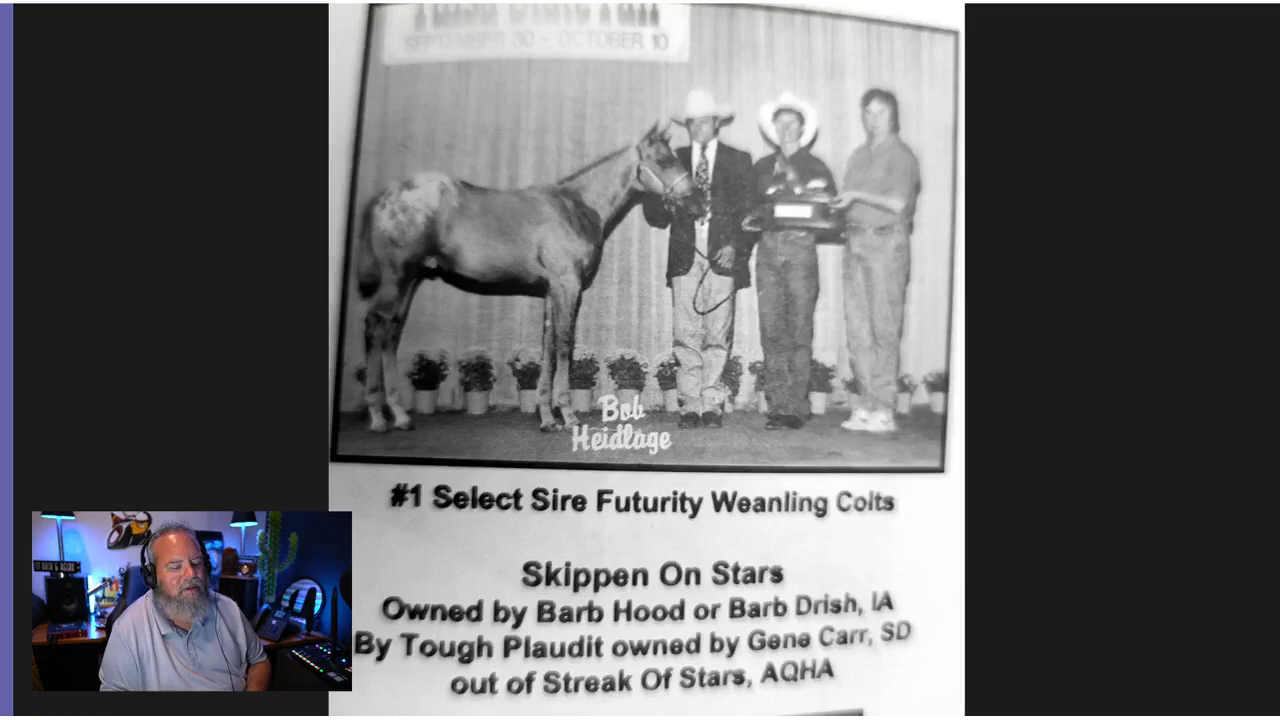 SEPTEMBER 30 - OCTOBER 10
Bob
Heidlage
#1 Select Sire Futurity Weanling Colts
Skippen On Stars
Owned by Barb Hood or Barb Drish, IA
By Tough Plaudit owned by Gene Carr, SD
out of Streak Of Stars, AQHA